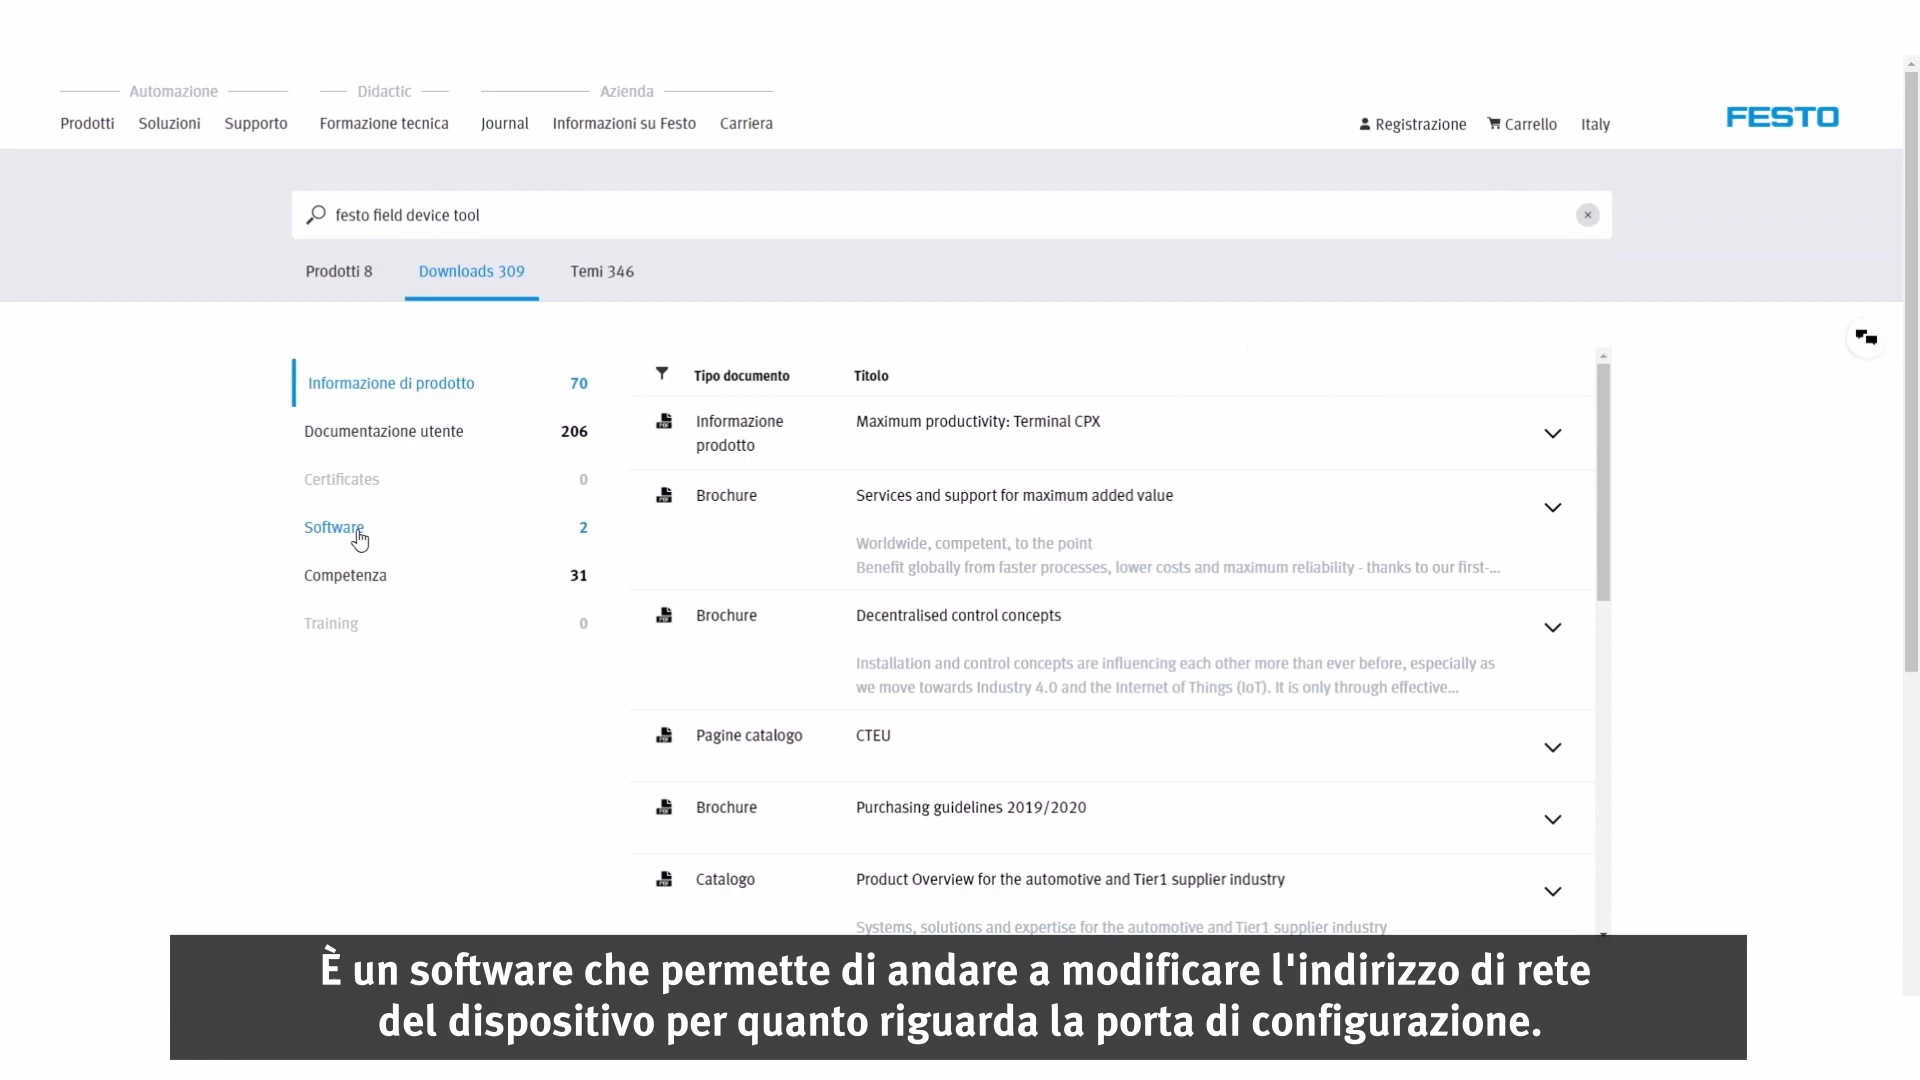 Automazione
Didactic
Azienda
Prodotti
Soluzioni
Supporto
Formazione tecnica
Journal
Informazioni su Festo
Carriera
Registrazione
Carrello
Italy
FESTO
festo field device tool
Prodotti 8
Downloads 309
Temi 346
Informazione di prodotto 70
Documentazione utente 206
Certificates 0
Software 2
Competenza 31
Training 0
Tipo documento Titolo
Informazione prodotto Maximum productivity: Terminal CPX
Brochure Services and support for maximum added value
Worldwide, competent, to the point
Benefit globally from faster processes, lower costs and maximum reliability - thanks to our first-...
Brochure Decentralised control concepts
Installation and control concepts are influencing each other more than ever before, especially as
we move towards Industry 4.0 and the Internet of Things (IoT). It is only through effective...
Pagine catalogo CTEU
Brochure Purchasing guidelines 2019/2020
Catalogo Product Overview for the automotive and Tier1 supplier industry
Systems, solutions and expertise for the automotive and Tier1 supplier industry
È un software che permette di andare a modificare l'indirizzo di rete
del dispositivo per quanto riguarda la porta di configurazione.